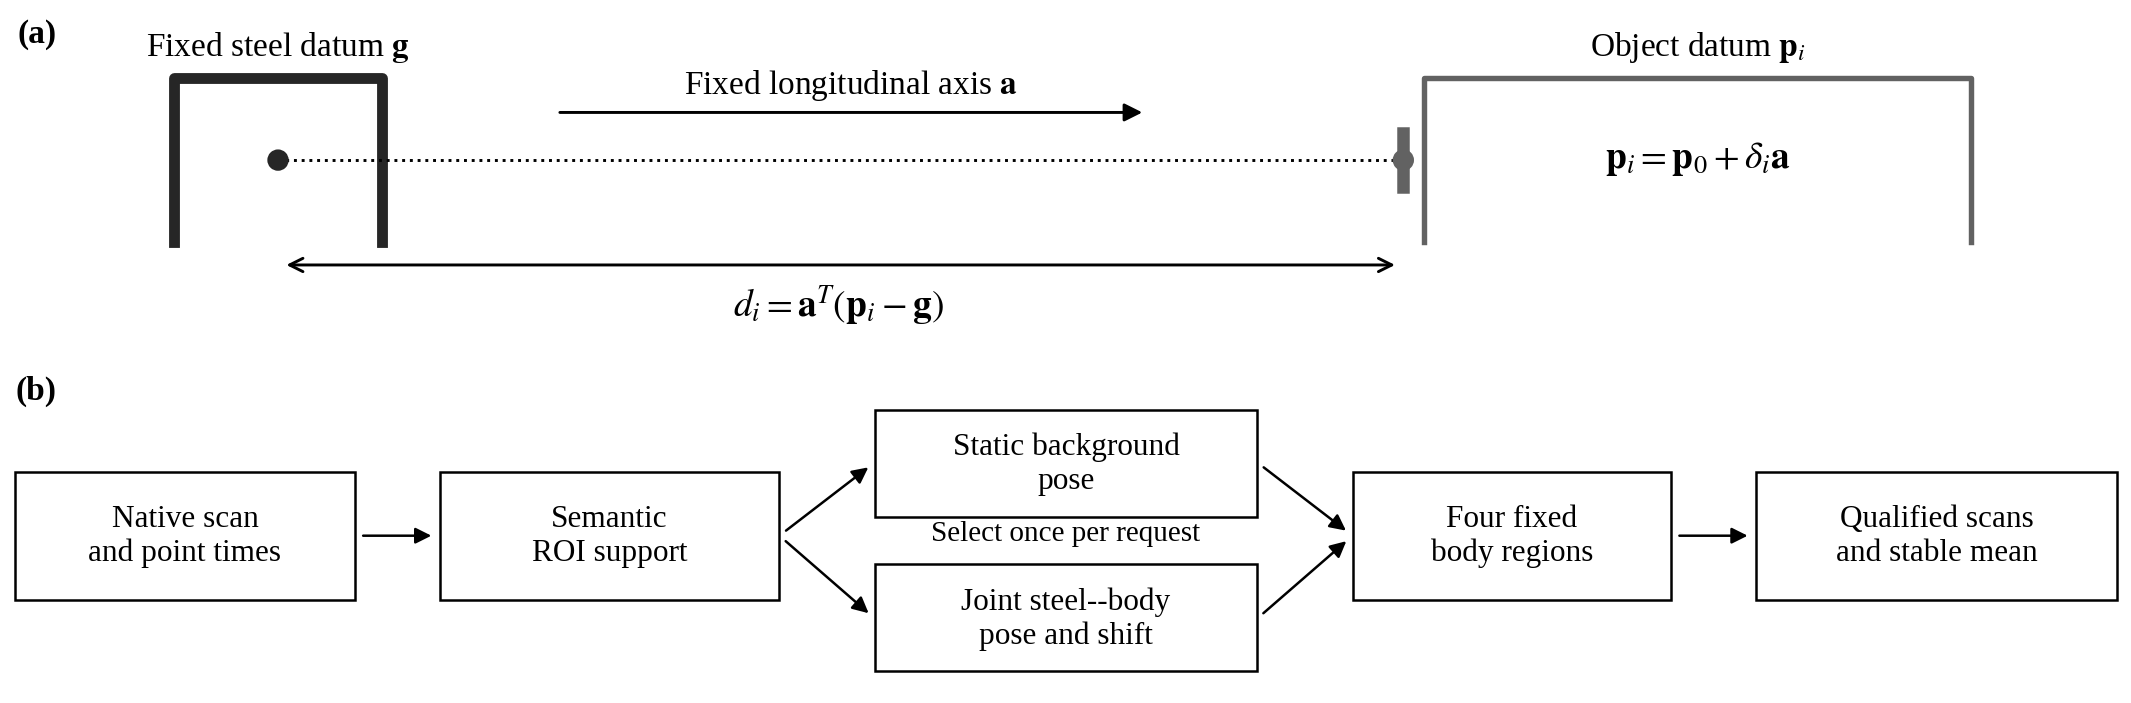 (a)
Fixed steel datum g
Object datum pᵢ
Fixed longitudinal axis a
pᵢ = p₀ + δᵢa
dᵢ = aᵀ(pᵢ − g)
(b)
Native scan
and point times
Semantic
ROI support
Static background
pose
Select once per request
Joint steel--body
pose and shift
Four fixed
body regions
Qualified scans
and stable mean